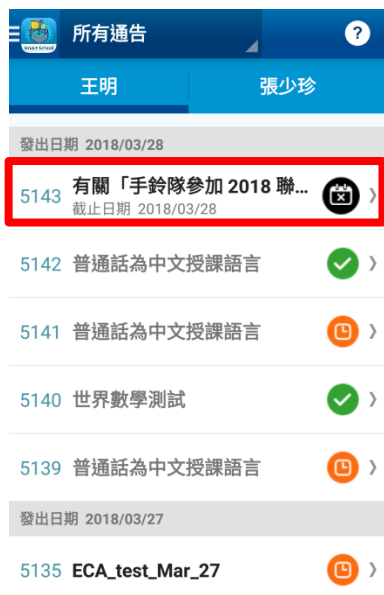 Smart School
所有通告
?
王明 張少珍
發出日期 2018/03/28
5143 有關「手鈴隊參加 2018 聯...
截止日期 2018/03/28
5142 普通話為中文授課語言
5141 普通話為中文授課語言
5140 世界數學測試
5139 普通話為中文授課語言
發出日期 2018/03/27
5135 ECA_test_Mar_27